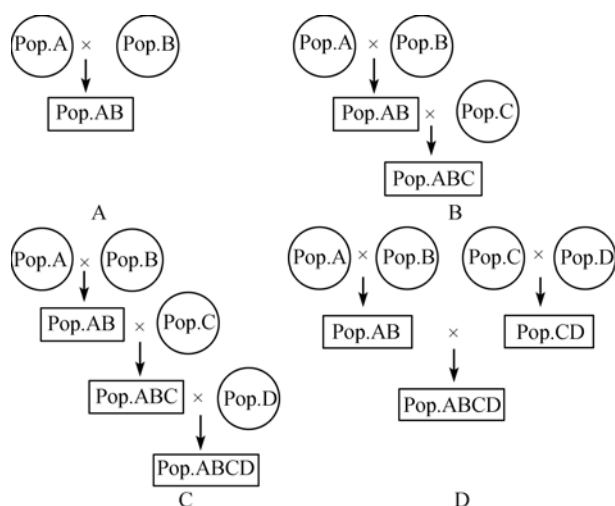 Pop.A × Pop.B
Pop.AB
A
Pop.A × Pop.B
Pop.AB × Pop.C
Pop.ABC
B
Pop.A × Pop.B
Pop.AB × Pop.C
Pop.ABC × Pop.D
Pop.ABCD
C
Pop.A × Pop.B Pop.C × Pop.D
Pop.AB × Pop.CD
Pop.ABCD
D